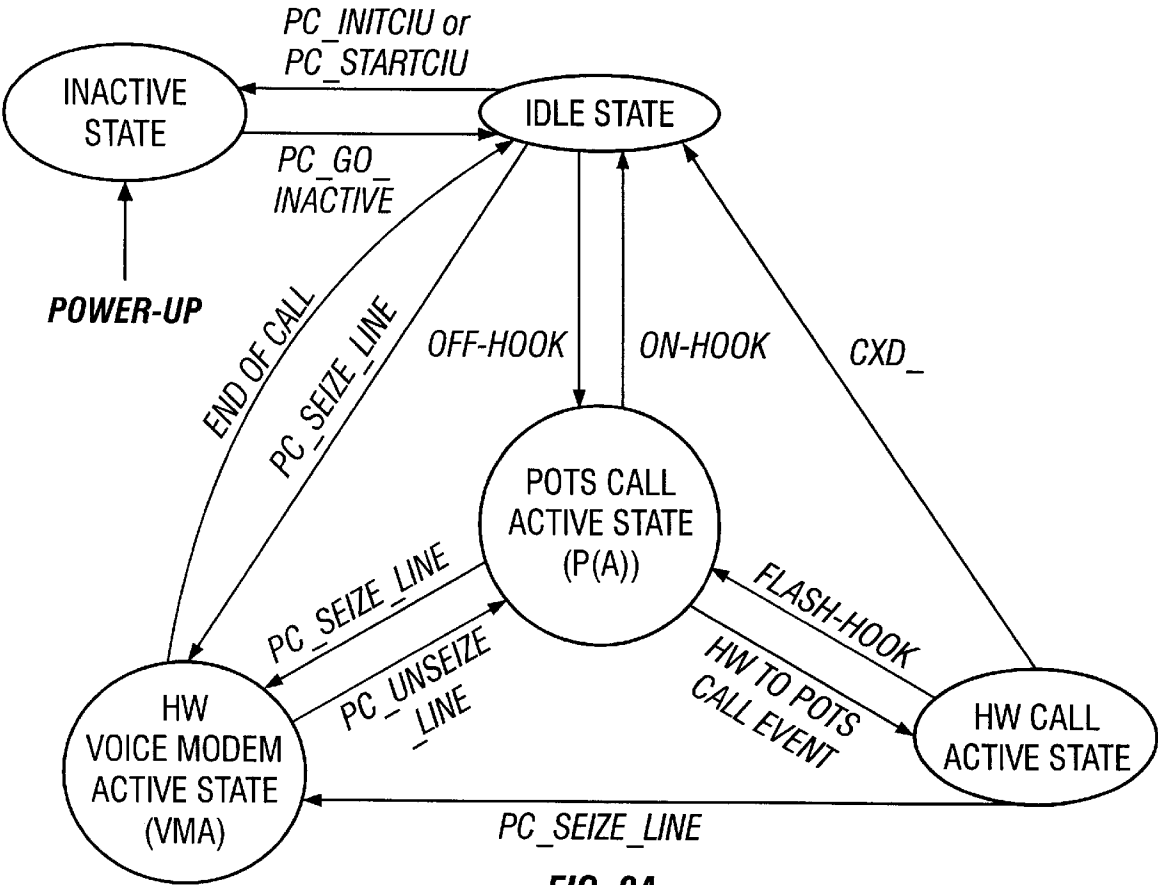 PC_INITCIU or
PC_STARTCIU
INACTIVE
STATE
IDLE STATE
PC_GO_
INACTIVE
POWER-UP
END OF CALL
PC_SEIZE_LINE
OFF-HOOK
ON-HOOK
CXD_
POTS CALL
ACTIVE STATE
(P(A))
PC_SEIZE_LINE
PC_UNSEIZE
_LINE
FLASH-HOOK
HW TO POTS
CALL EVENT
HW
VOICE MODEM
ACTIVE STATE
(VMA)
HW CALL
ACTIVE STATE
PC_SEIZE_LINE